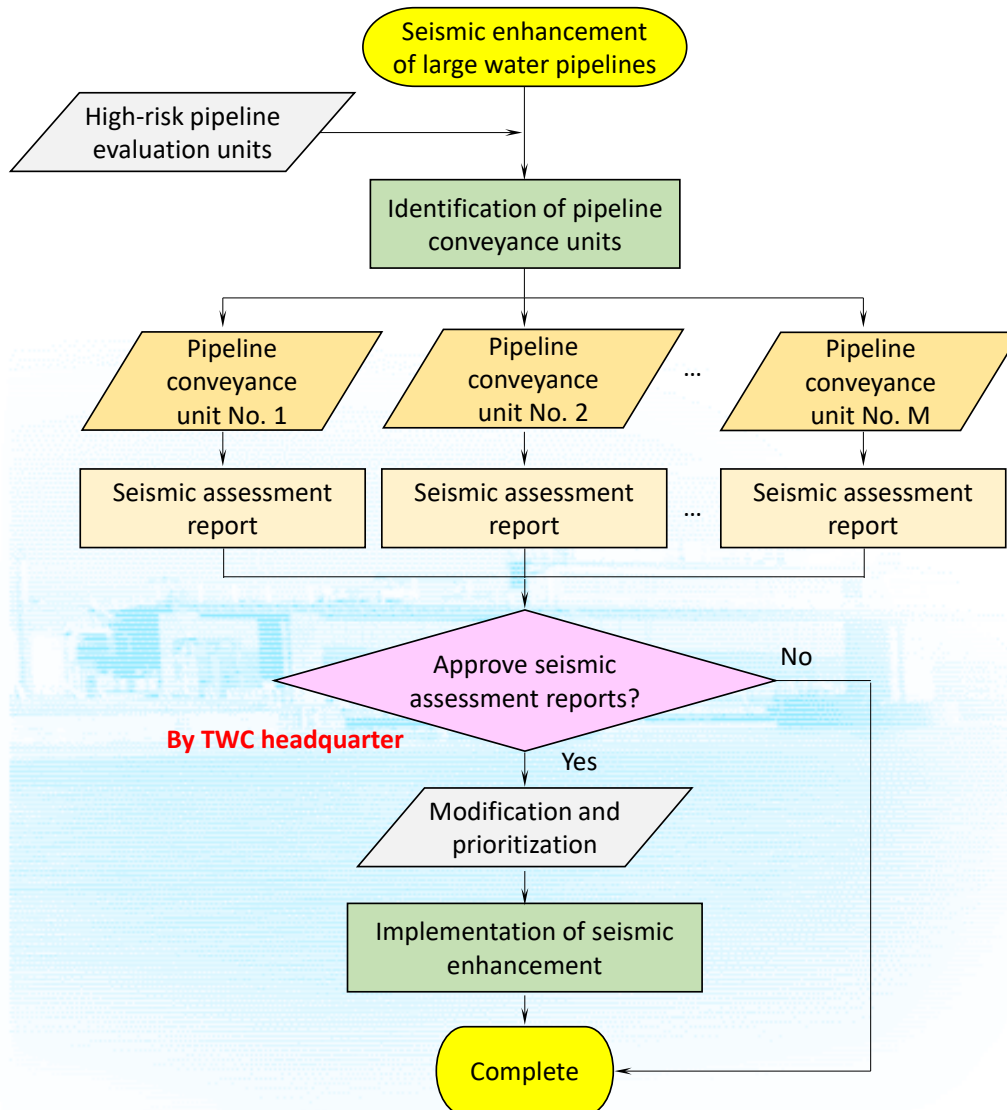 Seismic enhancement
of large water pipelines
High-risk pipeline
evaluation units
Identification of pipeline
conveyance units
Pipeline
conveyance
unit No. 1
Pipeline
conveyance
unit No. 2
...
Pipeline
conveyance
unit No. M
Seismic assessment
report
Seismic assessment
report
...
Seismic assessment
report
Approve seismic
assessment reports?
No
By TWC headquarter
Yes
Modification and
prioritization
Implementation of seismic
enhancement
Complete